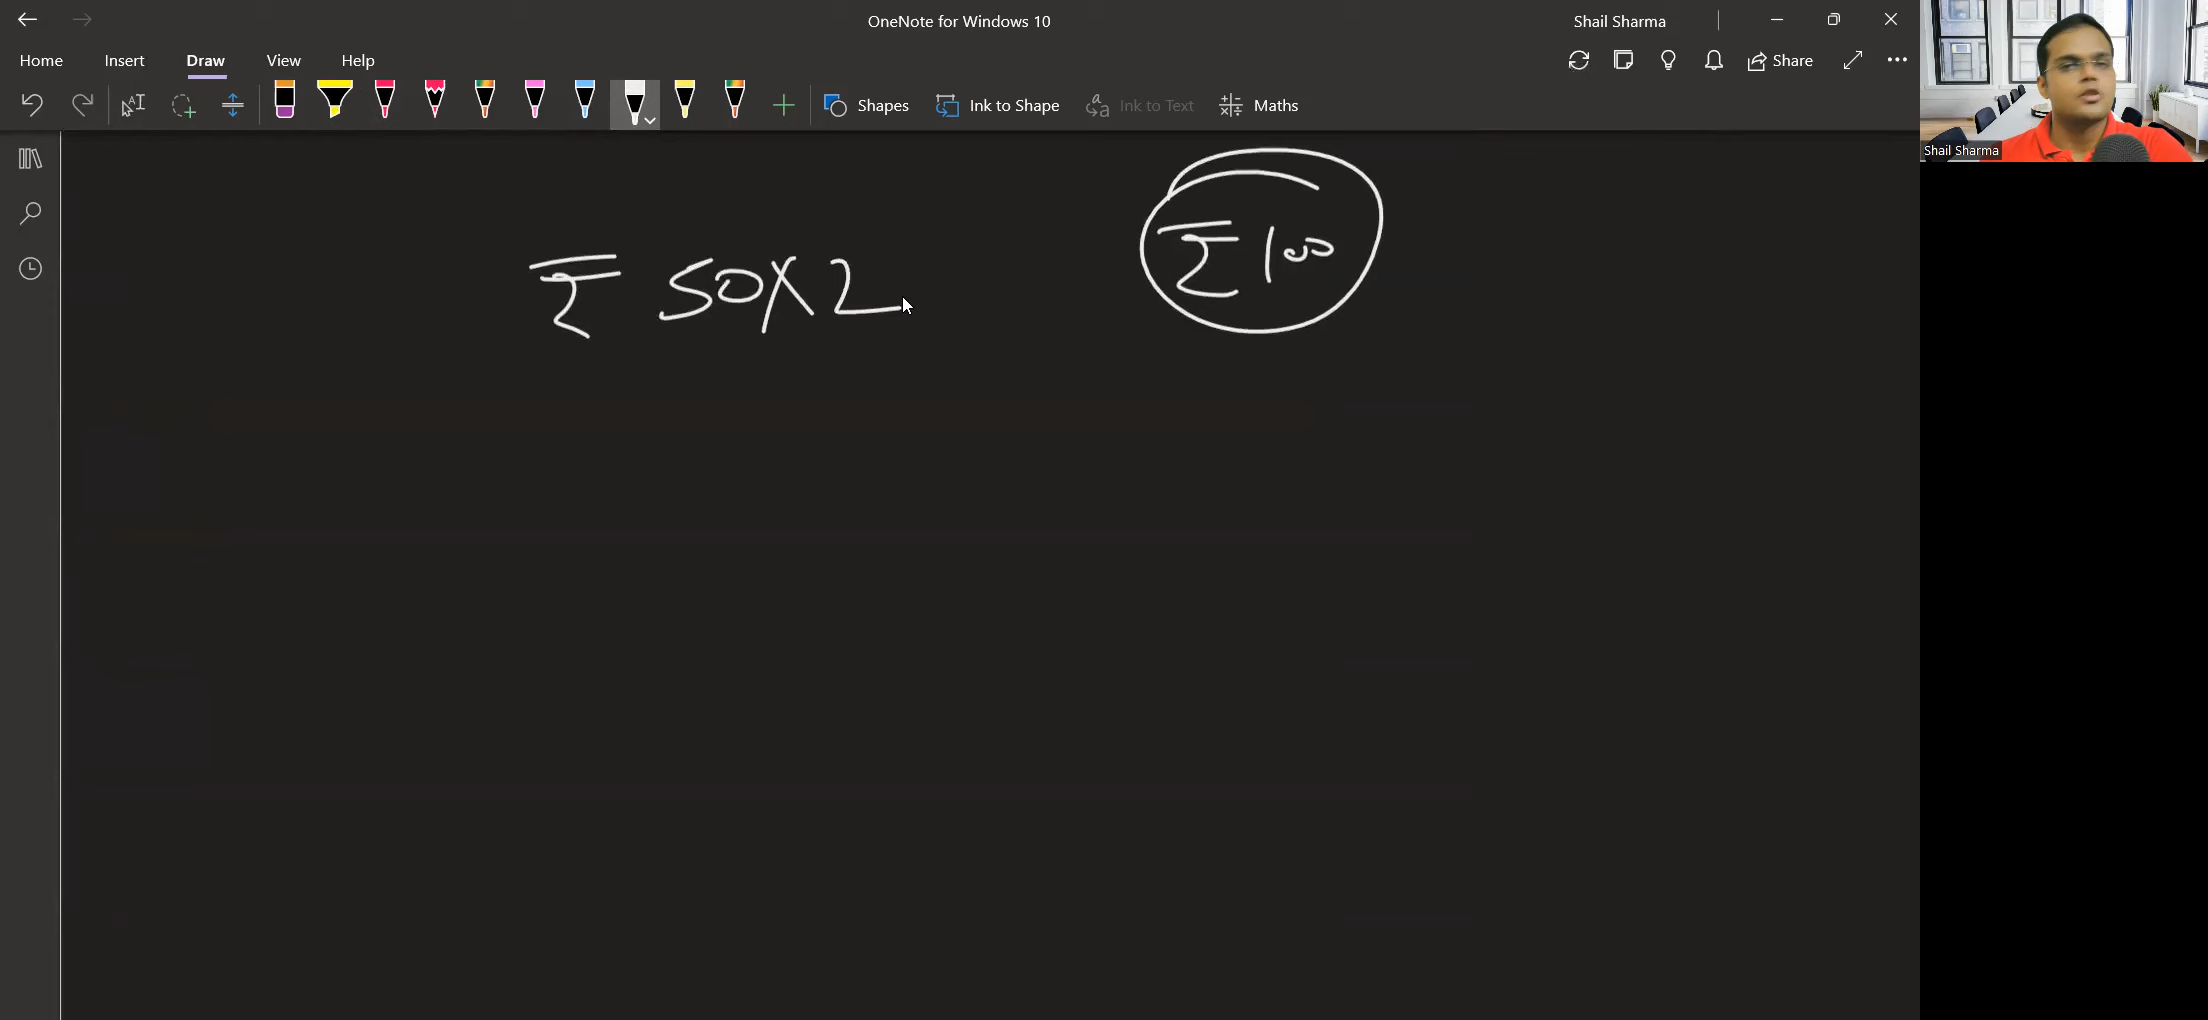 OneNote for Windows 10
Shail Sharma
Home Insert Draw View Help
Share
Shapes Ink to Shape Ink to Text Maths
Shail Sharma
₹ 100
₹ 50 X 2